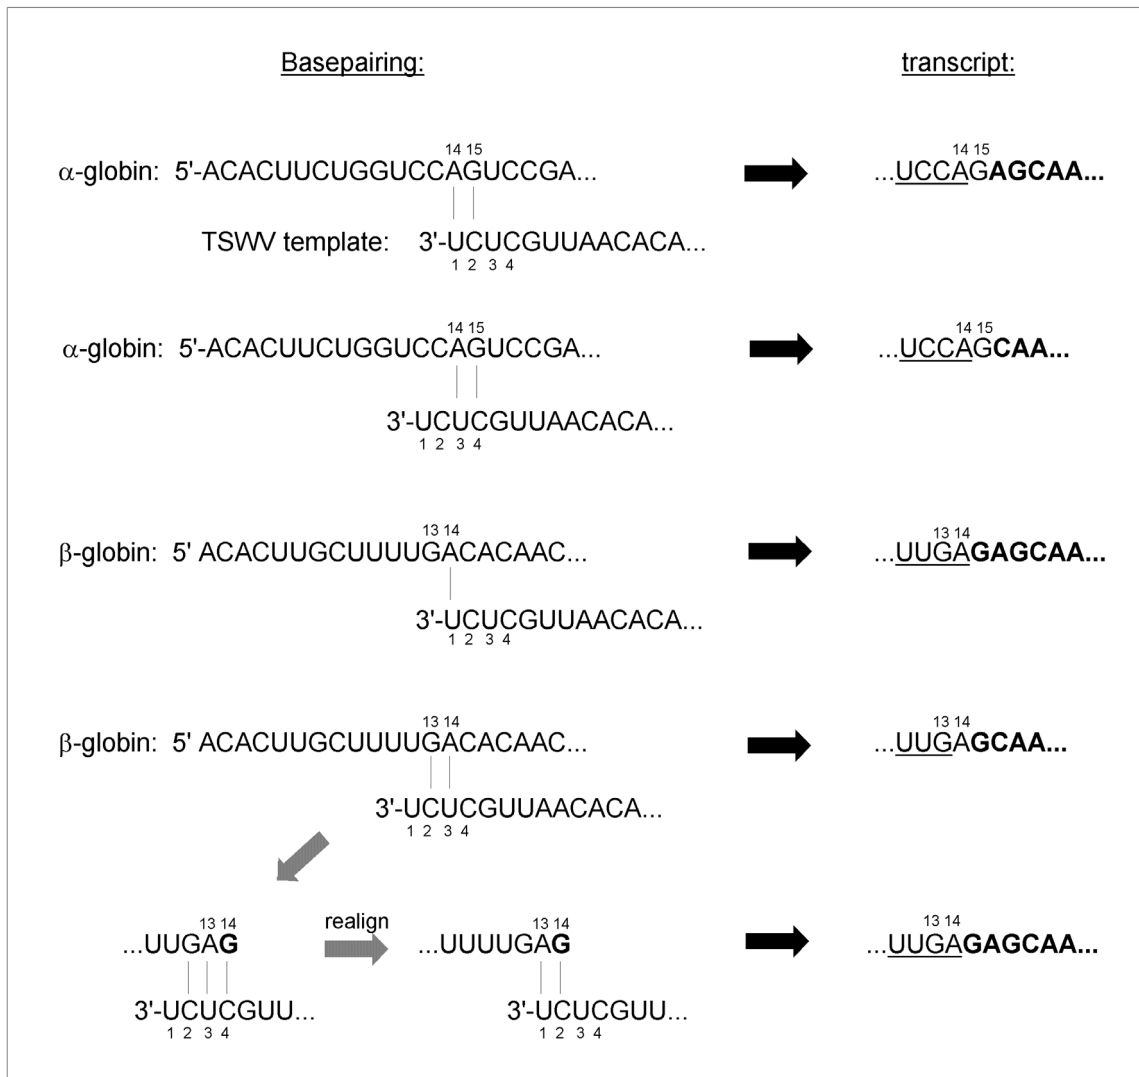 Basepairing: transcript:
14 15 14 15
α-globin: 5'-ACACUUCUGGUCCAGUCCGA... ...UCCAGAGCAA...
TSWV template: 3'-UCUCGUUAACACA...
1 2 3 4
14 15 14 15
α-globin: 5'-ACACUUCUGGUCCAGUCCGA... ...UCCAGCAA...
3'-UCUCGUUAACACA...
1 2 3 4
13 14 13 14
β-globin: 5' ACACUUGCUUUUGACACAAC... ...UUGAGAGCAA...
3'-UCUCGUUAACACA...
1 2 3 4
13 14 13 14
β-globin: 5' ACACUUGCUUUUGACACAAC... ...UUGAGCAA...
3'-UCUCGUUAACACA...
1 2 3 4
13 14 realign 13 14 13 14
...UUGAG ...UUUUGAG ...UUGAGAGCAA...
3'-UCUCGUU... 3'-UCUCGUU...
1 2 3 4 1 2 3 4